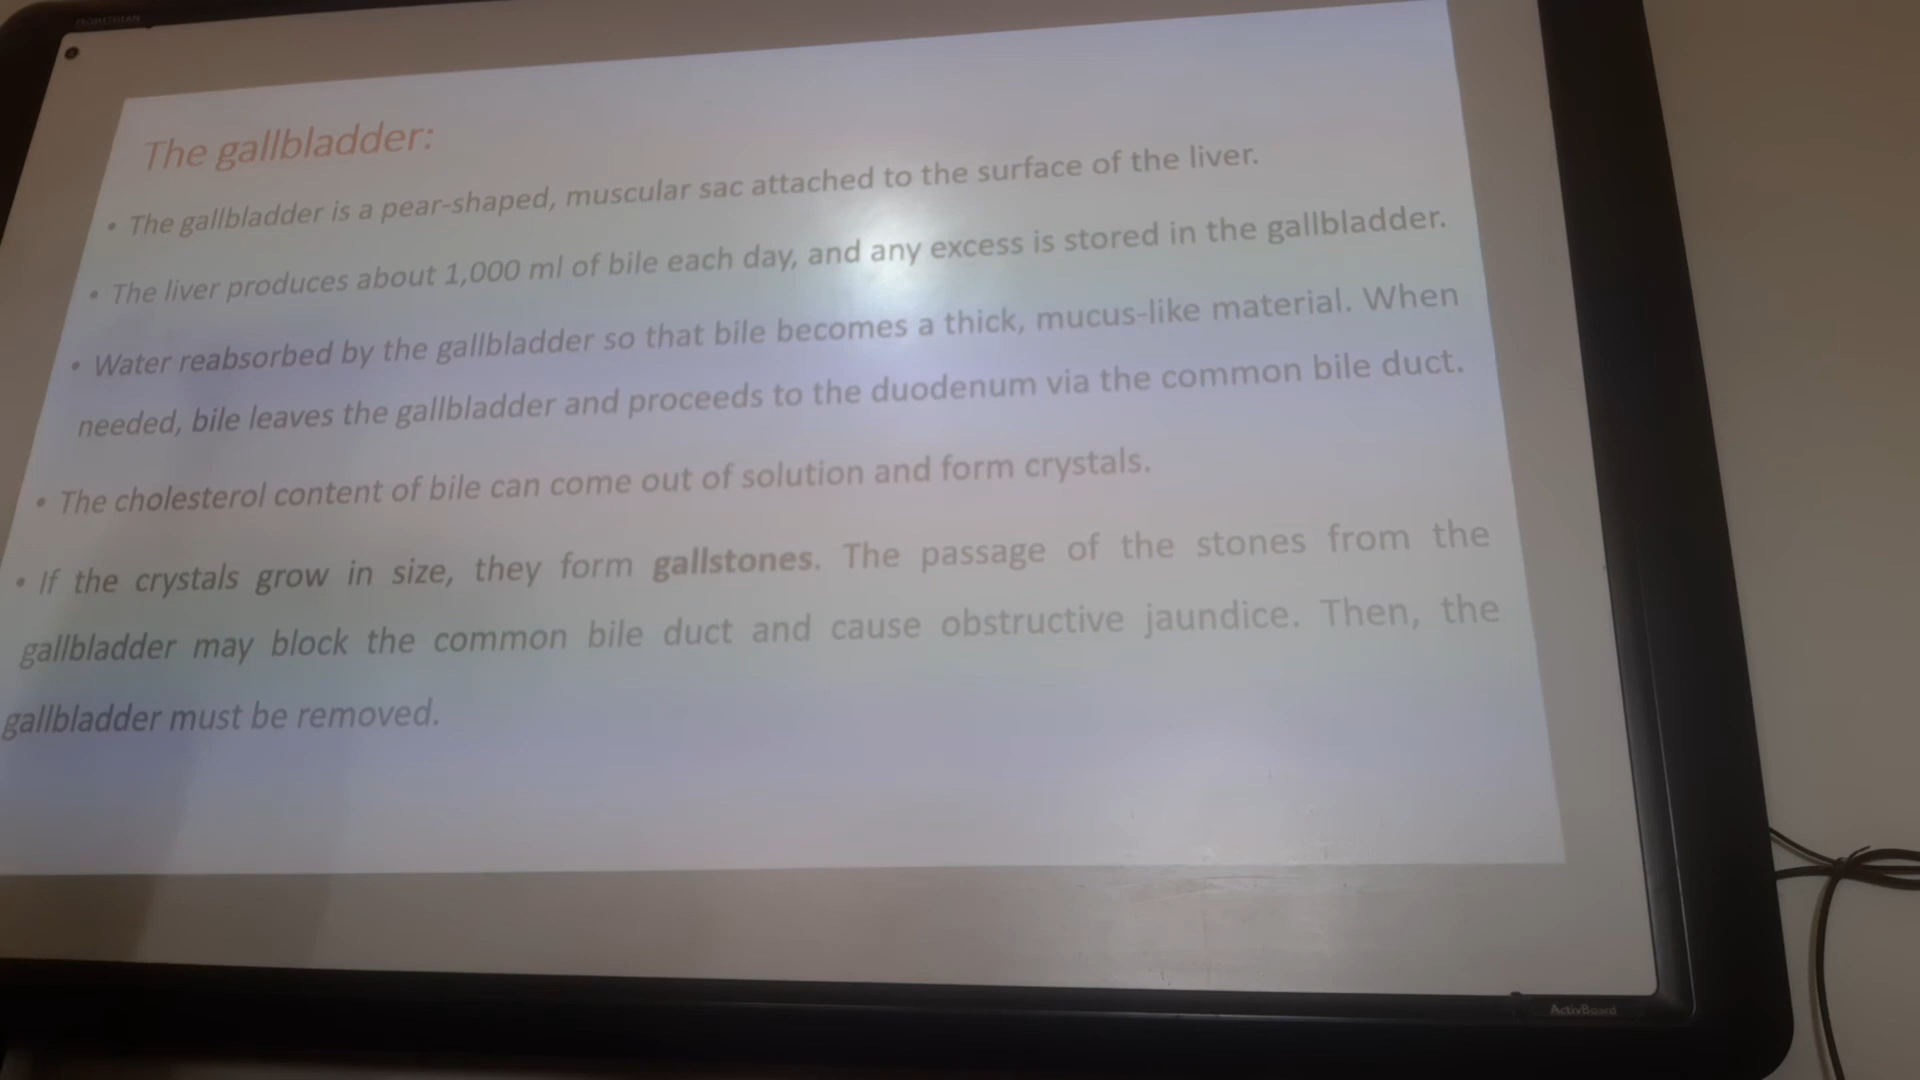 PROMETHEAN
The gallbladder:
• The gallbladder is a pear-shaped, muscular sac attached to the surface of the liver.
• The liver produces about 1,000 ml of bile each day, and any excess is stored in the gallbladder.
• Water reabsorbed by the gallbladder so that bile becomes a thick, mucus-like material. When
needed, bile leaves the gallbladder and proceeds to the duodenum via the common bile duct.
• The cholesterol content of bile can come out of solution and form crystals.
• If the crystals grow in size, they form gallstones. The passage of the stones from the
gallbladder may block the common bile duct and cause obstructive jaundice. Then, the
gallbladder must be removed.
ActivBoard